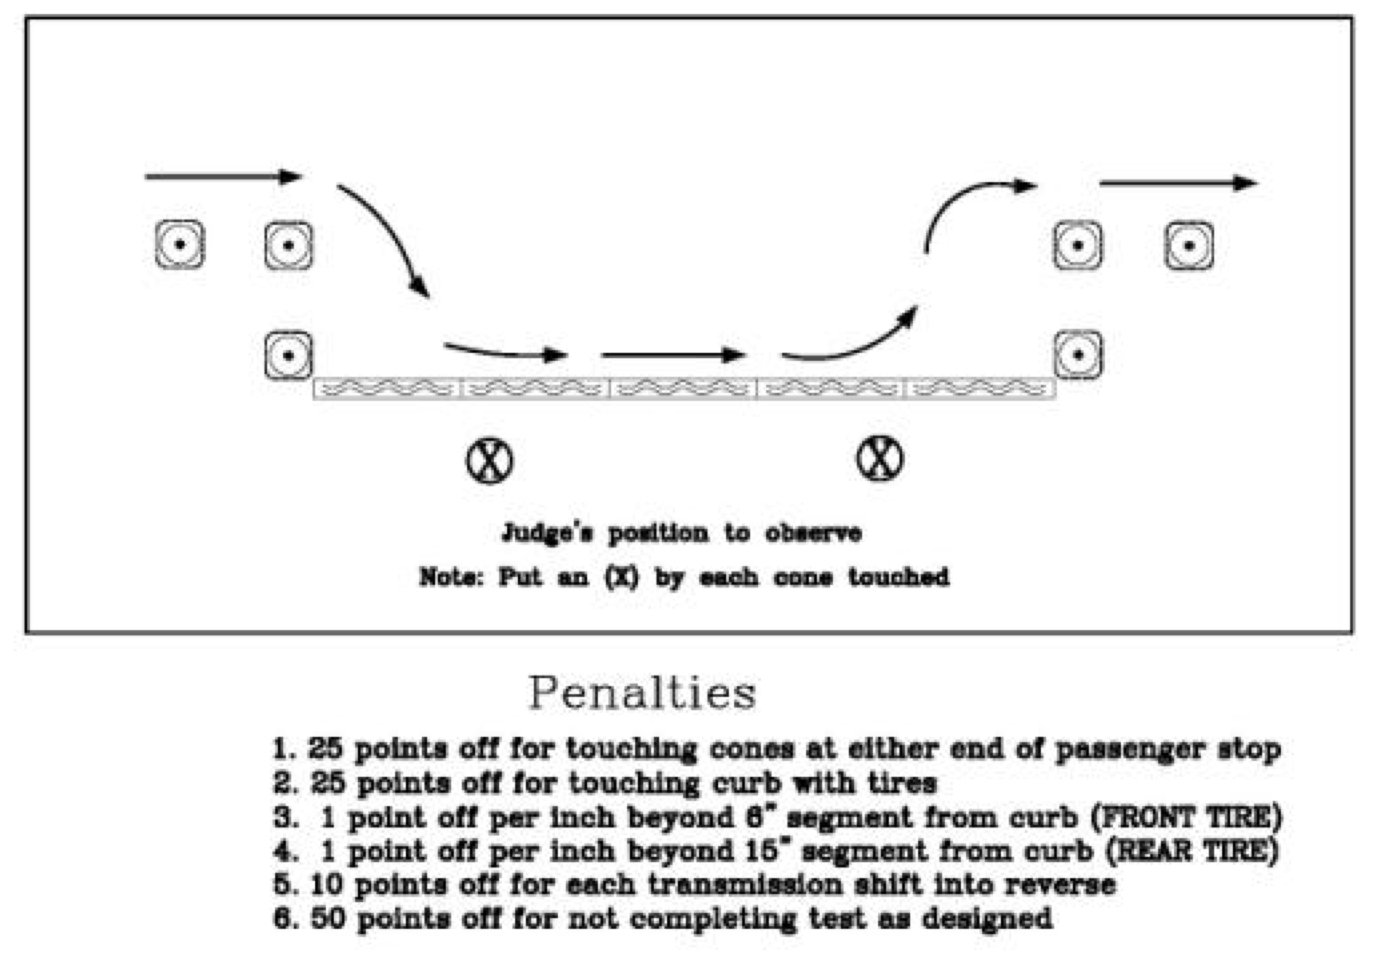 X
X
Judge's position to observe
Note: Put an (X) by each cone touched
Penalties
1. 25 points off for touching cones at either end of passenger stop
2. 25 points off for touching curb with tires
3. 1 point off per inch beyond 6" segment from curb (FRONT TIRE)
4. 1 point off per inch beyond 15" segment from curb (REAR TIRE)
5. 10 points off for each transmission shift into reverse
6. 50 points off for not completing test as designed